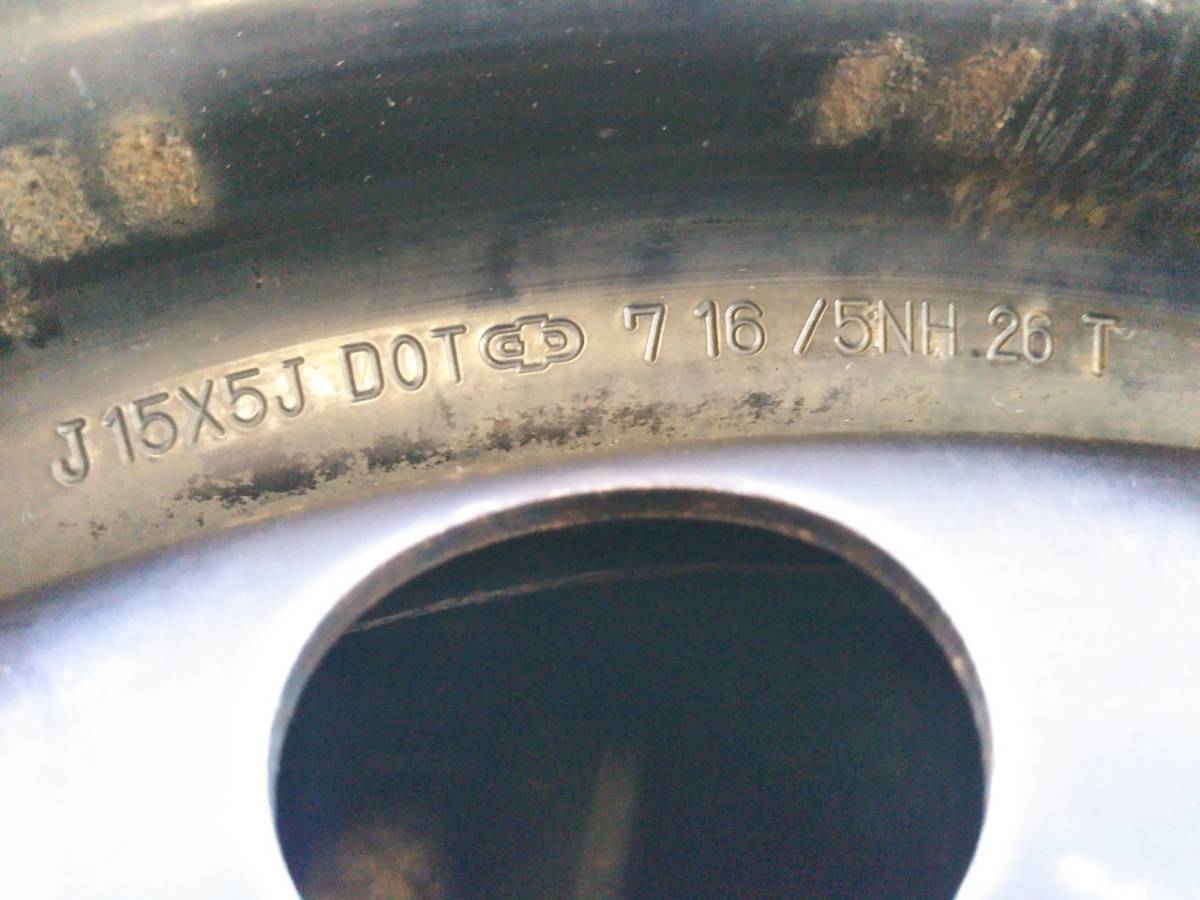 J 15X5J DOT 7 16 /5NH 26 T